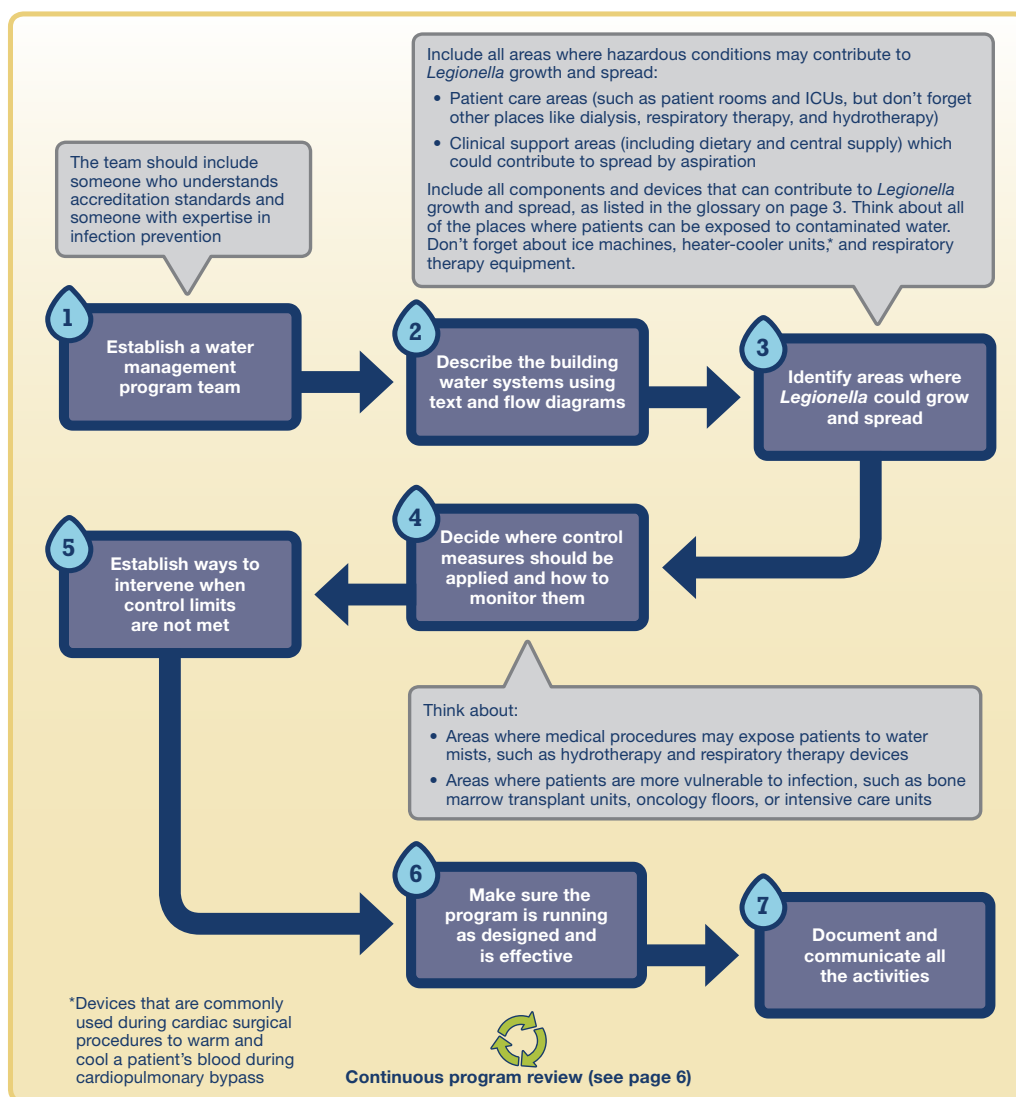 The team should include
someone who understands
accreditation standards and
someone with expertise in
infection prevention
Include all areas where hazardous conditions may contribute to
Legionella growth and spread:
• Patient care areas (such as patient rooms and ICUs, but don’t forget
other places like dialysis, respiratory therapy, and hydrotherapy)
• Clinical support areas (including dietary and central supply) which
could contribute to spread by aspiration
Include all components and devices that can contribute to Legionella
growth and spread, as listed in the glossary on page 3. Think about all
of the places where patients can be exposed to contaminated water.
Don’t forget about ice machines, heater-cooler units,* and respiratory
therapy equipment.
1
Establish a water
management
program team
2
Describe the building
water systems using
text and flow diagrams
3
Identify areas where
Legionella could grow
and spread
4
Decide where control
measures should be
applied and how to
monitor them
5
Establish ways to
intervene when
control limits
are not met
Think about:
• Areas where medical procedures may expose patients to water
mists, such as hydrotherapy and respiratory therapy devices
• Areas where patients are more vulnerable to infection, such as bone
marrow transplant units, oncology floors, or intensive care units
6
Make sure the
program is running
as designed and
is effective
7
Document and
communicate all
the activities
*Devices that are commonly
used during cardiac surgical
procedures to warm and
cool a patient’s blood during
cardiopulmonary bypass
Continuous program review (see page 6)